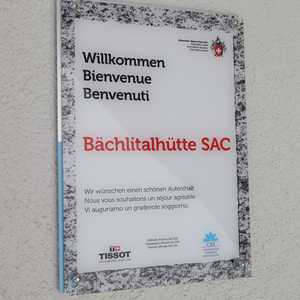 Willkommen
Bienvenue
Benvenuti
Bächlitalhütte SAC
Wir wünschen einen schönen Aufenthalt
Nous vous souhaitons un séjour agréable
Vi auguriamo un gradevole soggiorno
TISSOT